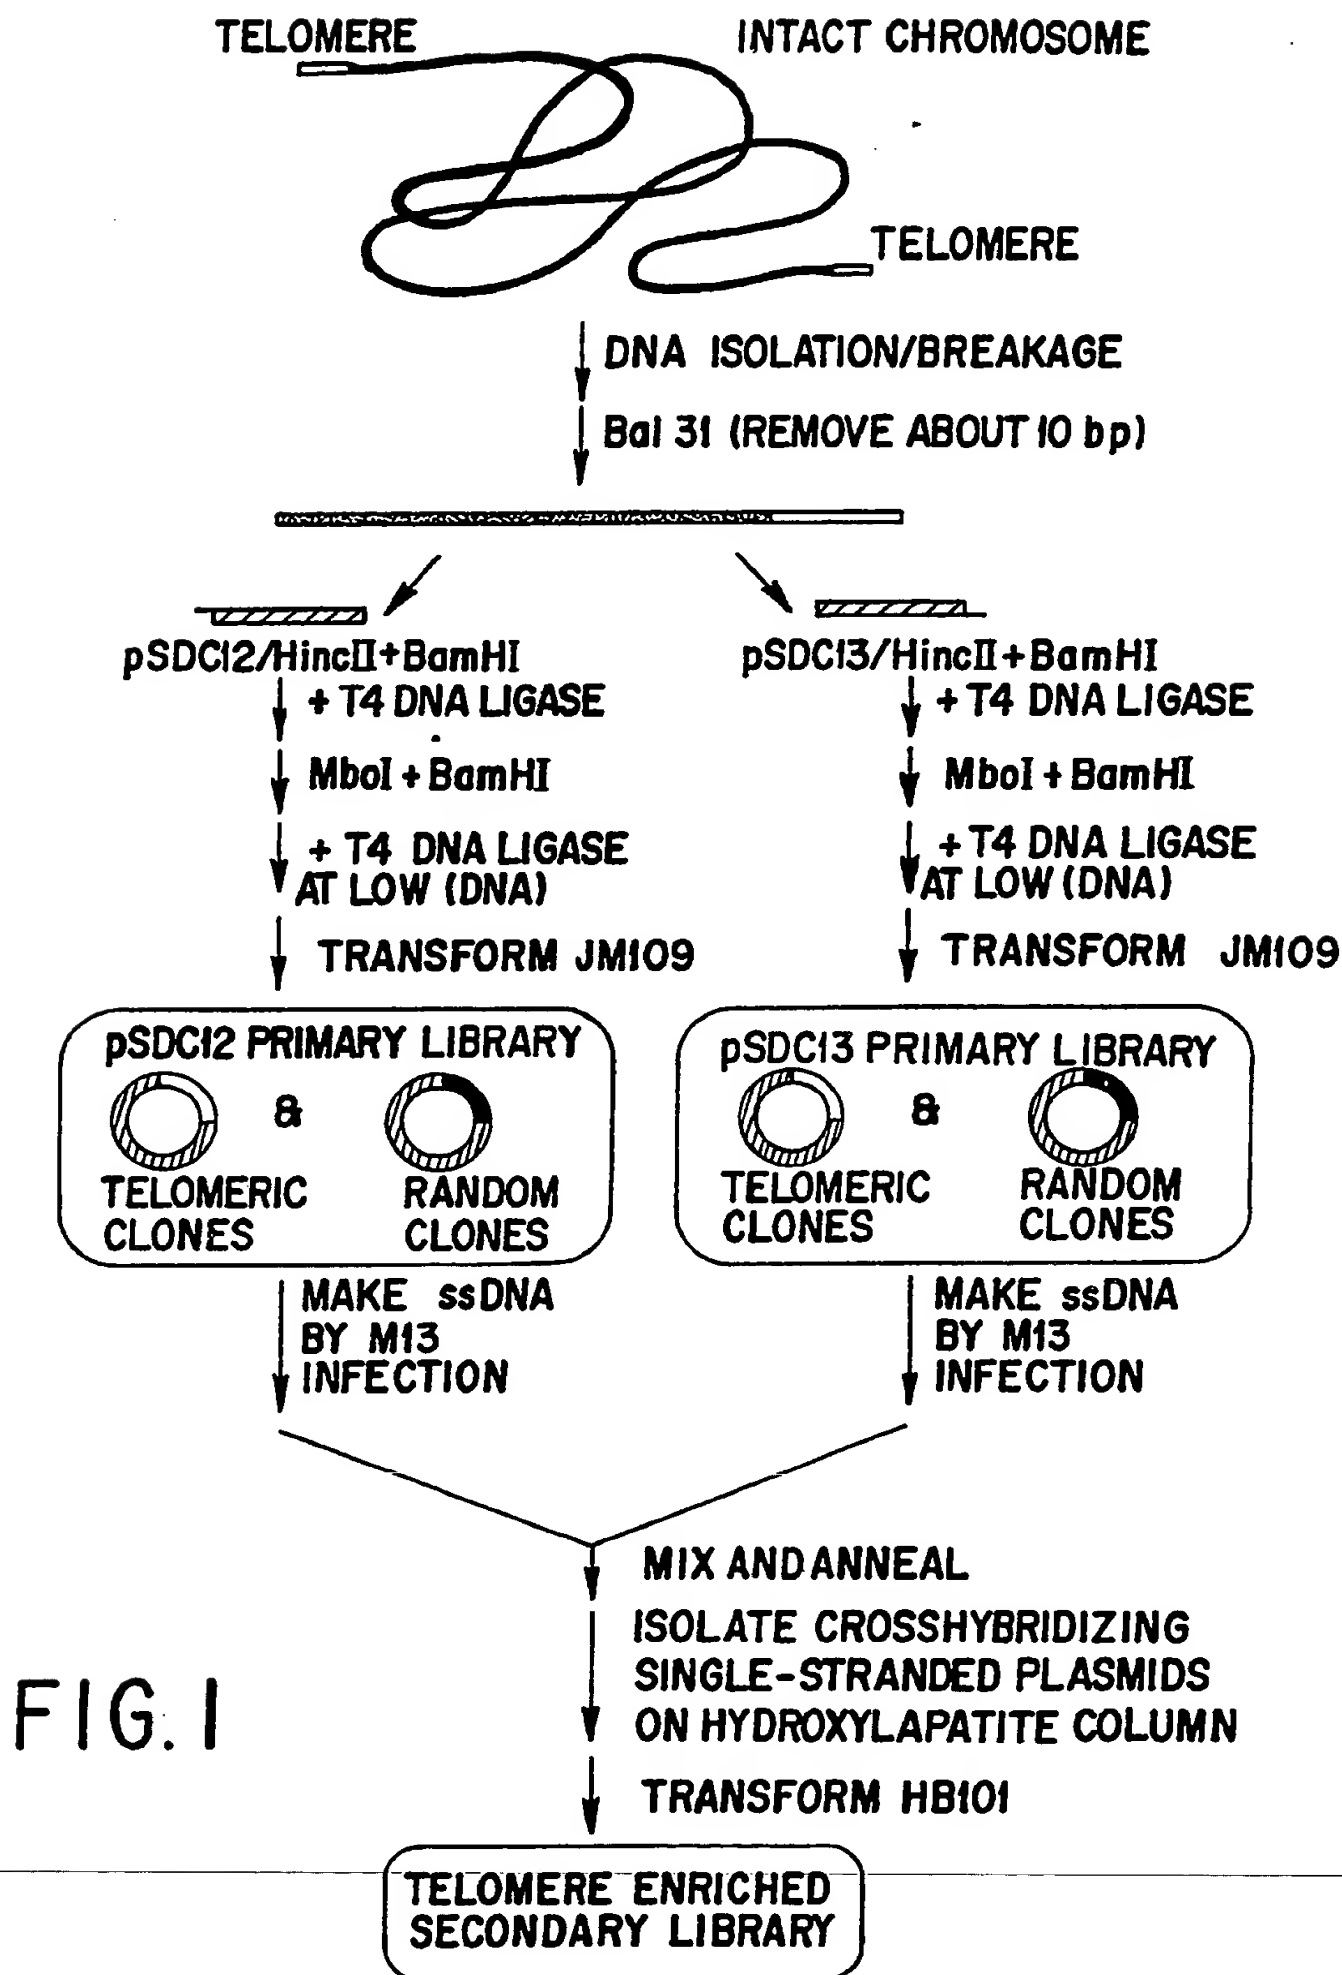 TELOMERE
INTACT CHROMOSOME
TELOMERE
DNA ISOLATION/BREAKAGE
Bal 31 (REMOVE ABOUT 10 bp)
pSDC12/HincII+BamHI
+ T4 DNA LIGASE
MboI + BamHI
+ T4 DNA LIGASE
AT LOW (DNA)
TRANSFORM JM109
pSDC12 PRIMARY LIBRARY
&
TELOMERIC
CLONES
RANDOM
CLONES
MAKE ssDNA
BY M13
INFECTION
pSDC13/HincII+BamHI
+ T4 DNA LIGASE
MboI + BamHI
+ T4 DNA LIGASE
AT LOW (DNA)
TRANSFORM JM109
pSDC13 PRIMARY LIBRARY
&
TELOMERIC
CLONES
RANDOM
CLONES
MAKE ssDNA
BY M13
INFECTION
MIX AND ANNEAL
ISOLATE CROSSHYBRIDIZING
SINGLE-STRANDED PLASMIDS
ON HYDROXYLAPATITE COLUMN
TRANSFORM HB101
TELOMERE ENRICHED
SECONDARY LIBRARY
FIG. 1